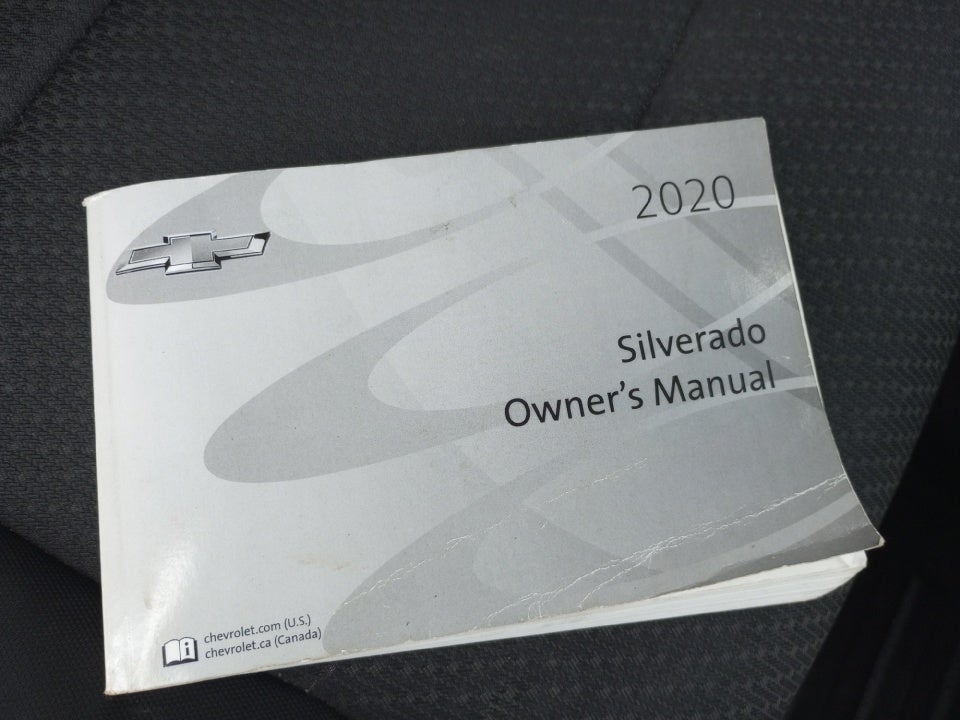 2020
Silverado
Owner's Manual
chevrolet.com (U.S.)
chevrolet.ca (Canada)